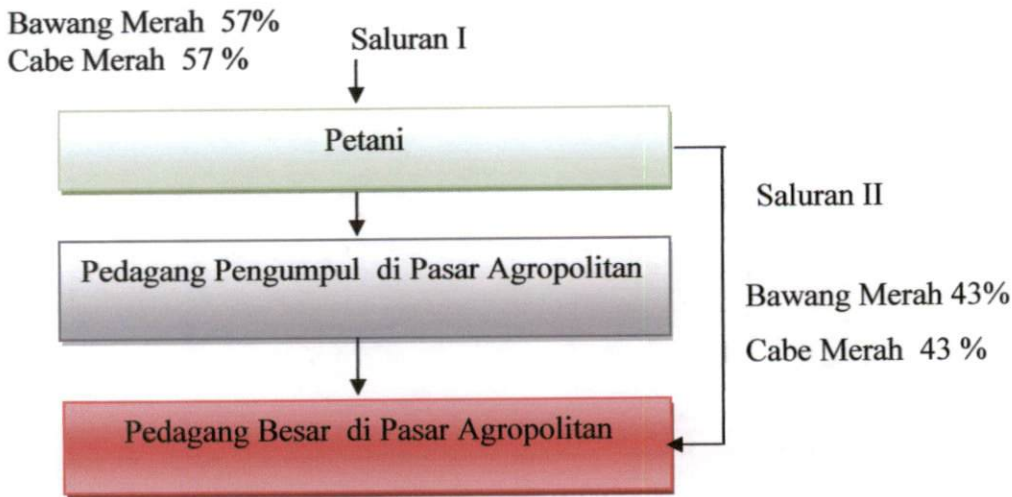 Bawang Merah 57%
Cabe Merah 57 %
Saluran I
Petani
Saluran II
Pedagang Pengumpul di Pasar Agropolitan
Bawang Merah 43%
Cabe Merah 43 %
Pedagang Besar di Pasar Agropolitan